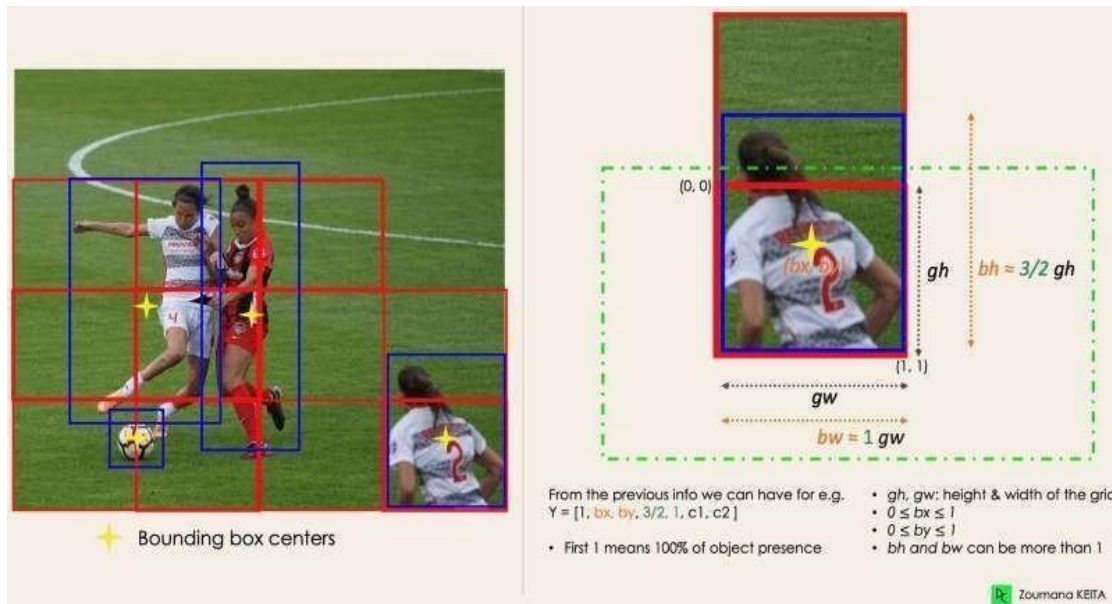 4
2
Bounding box centers
(0, 0)
(bx, by)
2
gh
bh ≈ 3/2 gh
(1, 1)
gw
bw ≈ 1 gw
From the previous info we can have for e.g.
Y = [1, bx, by, 3/2, 1, c1, c2 ]
• First 1 means 100% of object presence
• gh, gw: height & width of the grid
• 0 ≤ bx ≤ 1
• 0 ≤ by ≤ 1
• bh and bw can be more than 1
Zoumana KEITA